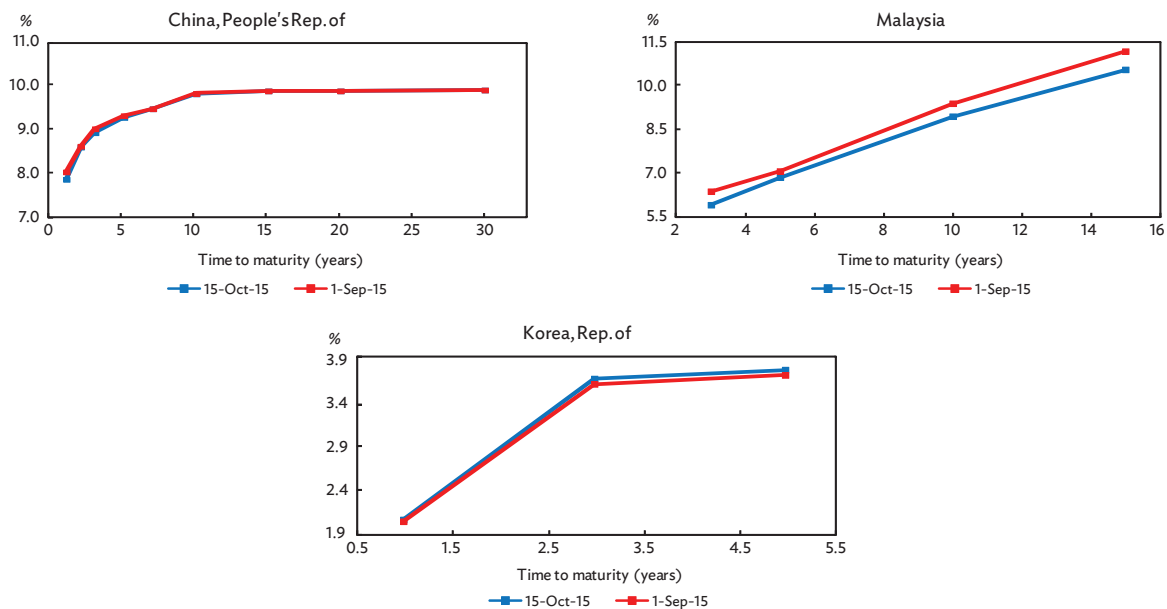 China, People's Rep. of
%
11.0
10.0
9.0
8.0
7.0
0 5 10 15 20 25 30
Time to maturity (years)
15-Oct-15 1-Sep-15
Malaysia
%
11.5
10.0
8.5
7.0
5.5
2 4 6 8 10 12 14 16
Time to maturity (years)
15-Oct-15 1-Sep-15
Korea, Rep. of
%
3.9
3.4
2.9
2.4
1.9
0.5 1.5 2.5 3.5 4.5 5.5
Time to maturity (years)
15-Oct-15 1-Sep-15